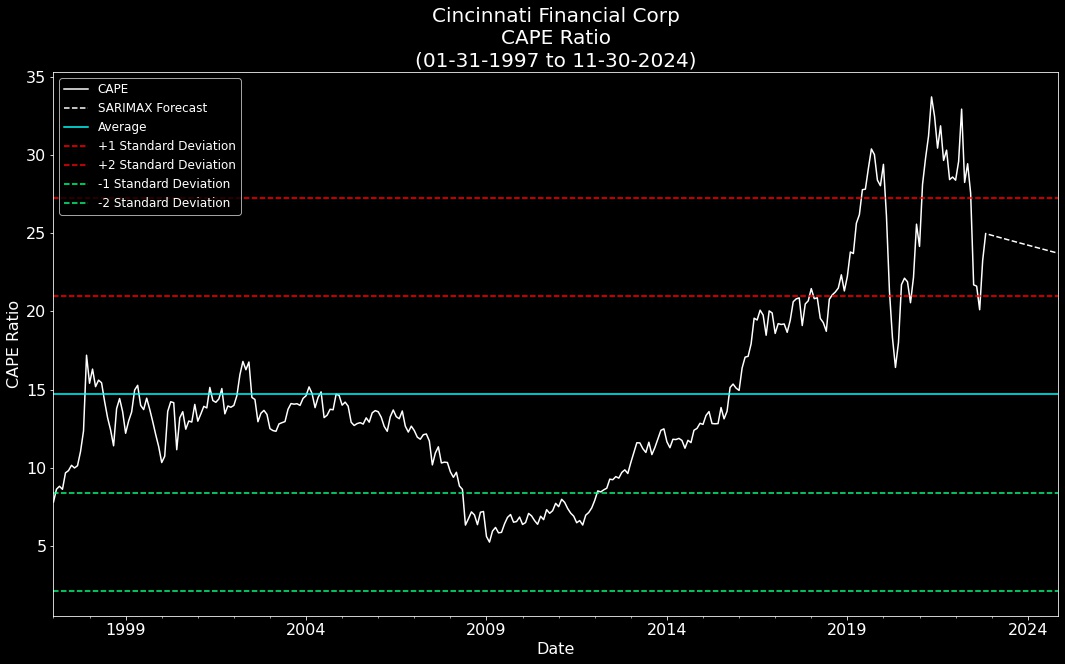 Cincinnati Financial Corp
CAPE Ratio
(01-31-1997 to 11-30-2024)
CAPE
SARIMAX Forecast
Average
+1 Standard Deviation
+2 Standard Deviation
-1 Standard Deviation
-2 Standard Deviation
35
30
25
20
15
10
5
CAPE Ratio
1999 2004 2009 2014 2019 2024
Date